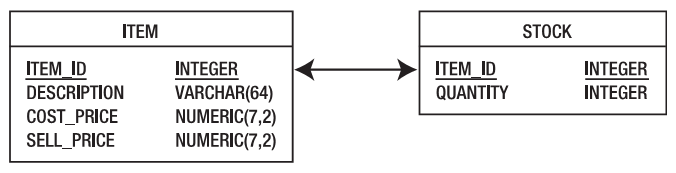 ITEM
ITEM_ID INTEGER
DESCRIPTION VARCHAR(64)
COST_PRICE NUMERIC(7,2)
SELL_PRICE NUMERIC(7,2)
STOCK
ITEM_ID INTEGER
QUANTITY INTEGER